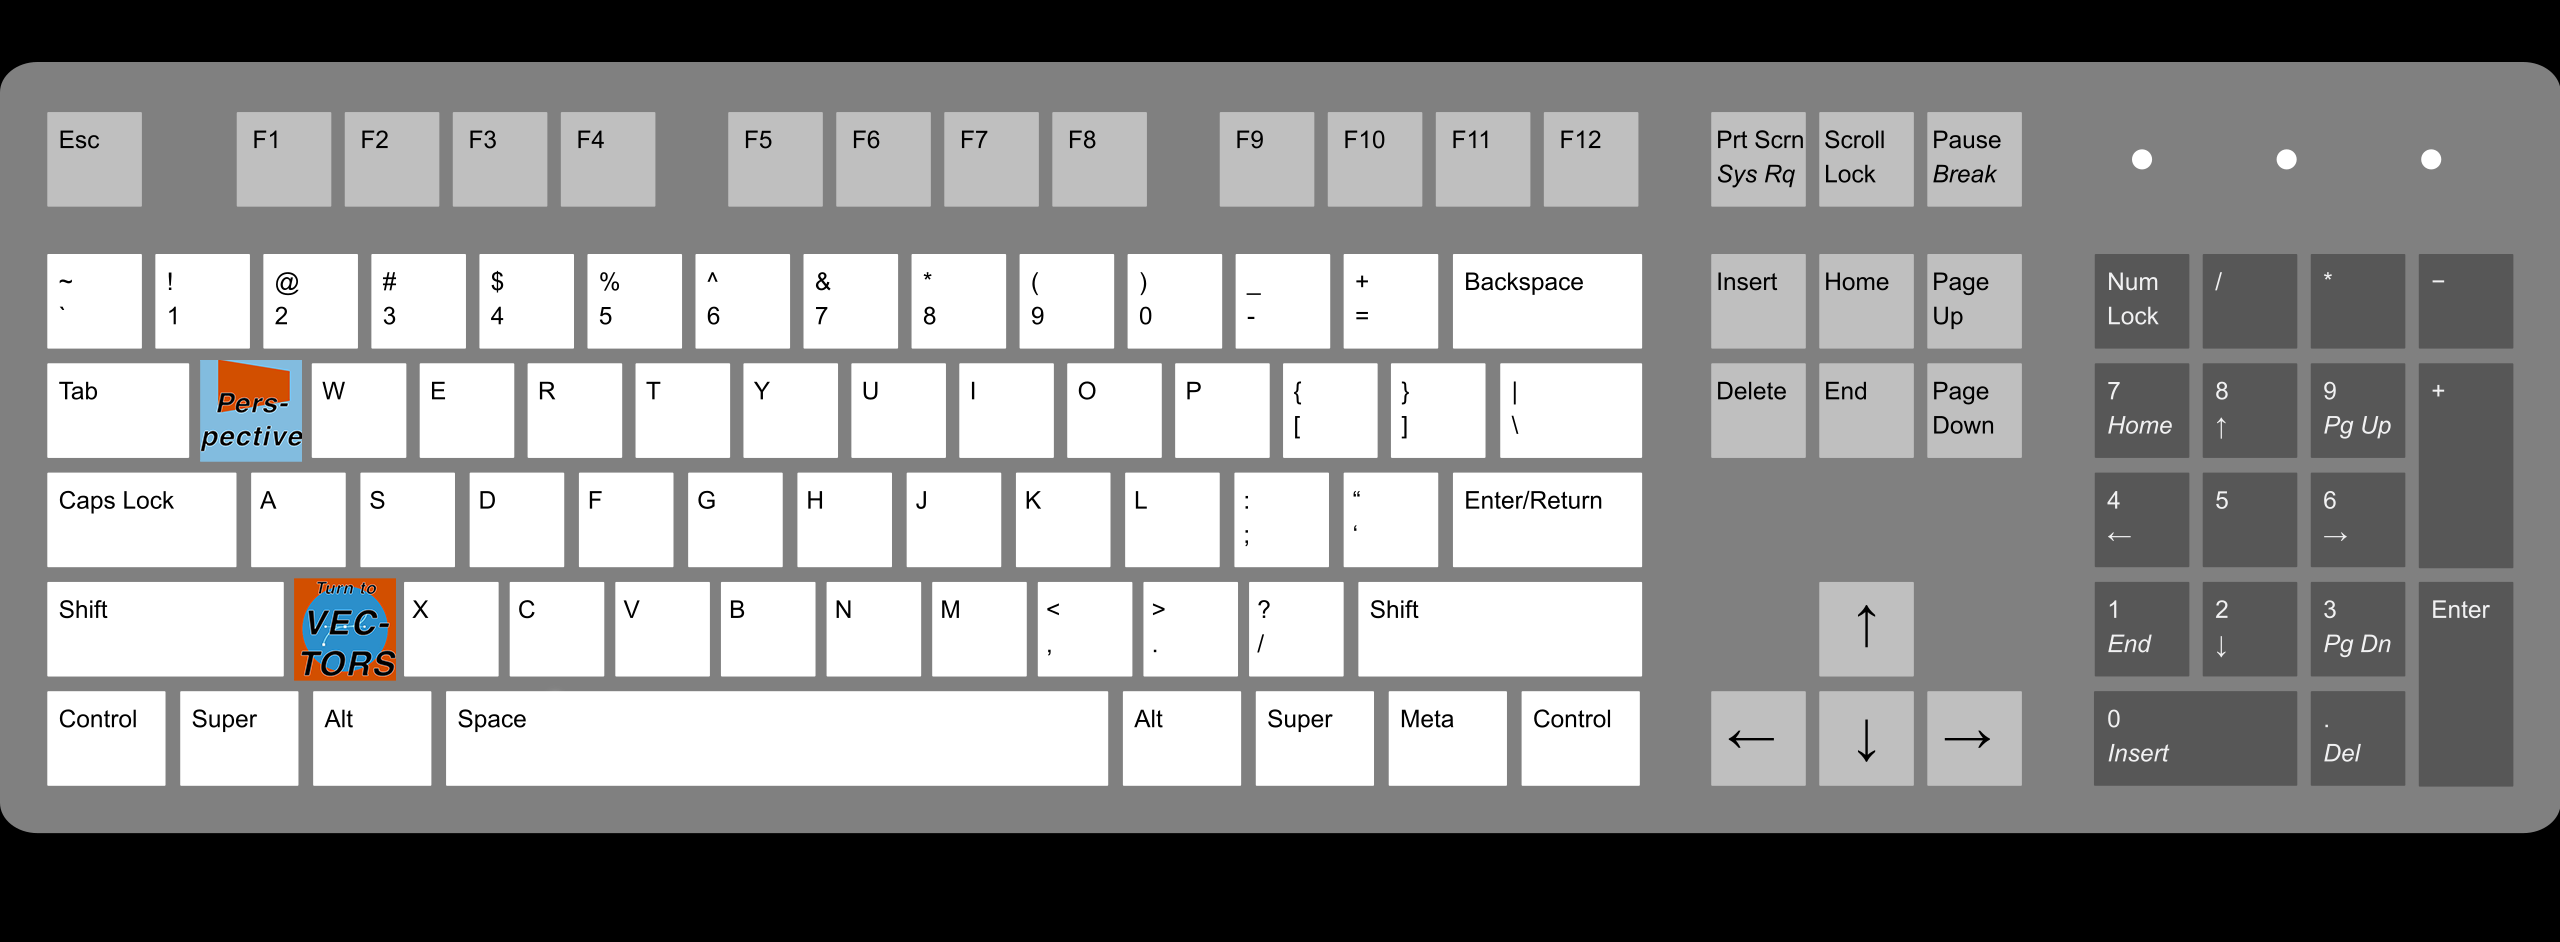 Esc F1 F2 F3 F4 F5 F6 F7 F8 F9 F10 F11 F12 Prt Scrn Scroll Pause
Sys Rq Lock Break
~ ! @ # $ % ^ & * ( ) _ + Backspace Insert Home Page Num / * −
` 1 2 3 4 5 6 7 8 9 0 - = Up Lock
Tab Pers- W E R T Y U I O P { } | Delete End Page 7 8 9 +
pective [ ] \ Down Home ↑ Pg Up
Caps Lock A S D F G H J K L : “ Enter/Return 4 5 6
; ‘ ← →
Turn to
Shift VEC- X C V B N M < > ? Shift ↑ 1 2 3 Enter
TORS , . / End ↓ Pg Dn
Control Super Alt Space Alt Super Meta Control ← ↓ → 0 .
Insert Del